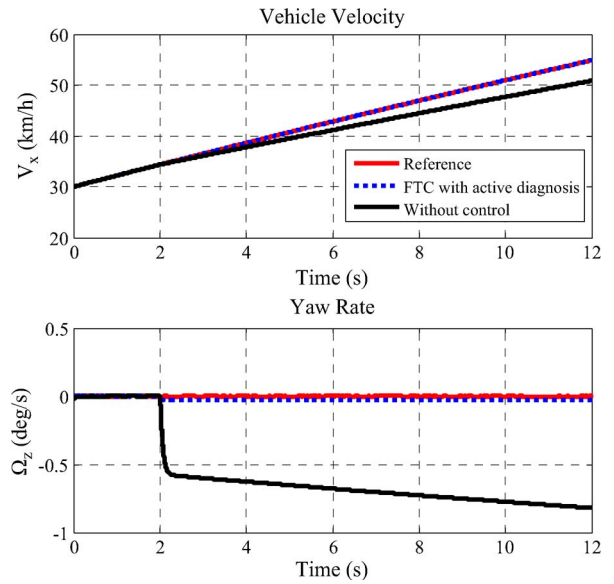 Vehicle Velocity
60
50
40
30
20
V_x (km/h)
Reference
FTC with active diagnosis
Without control
0 2 4 6 8 10 12
Time (s)
Yaw Rate
0.5
0
-0.5
-1
Ω_z (deg/s)
0 2 4 6 8 10 12
Time (s)